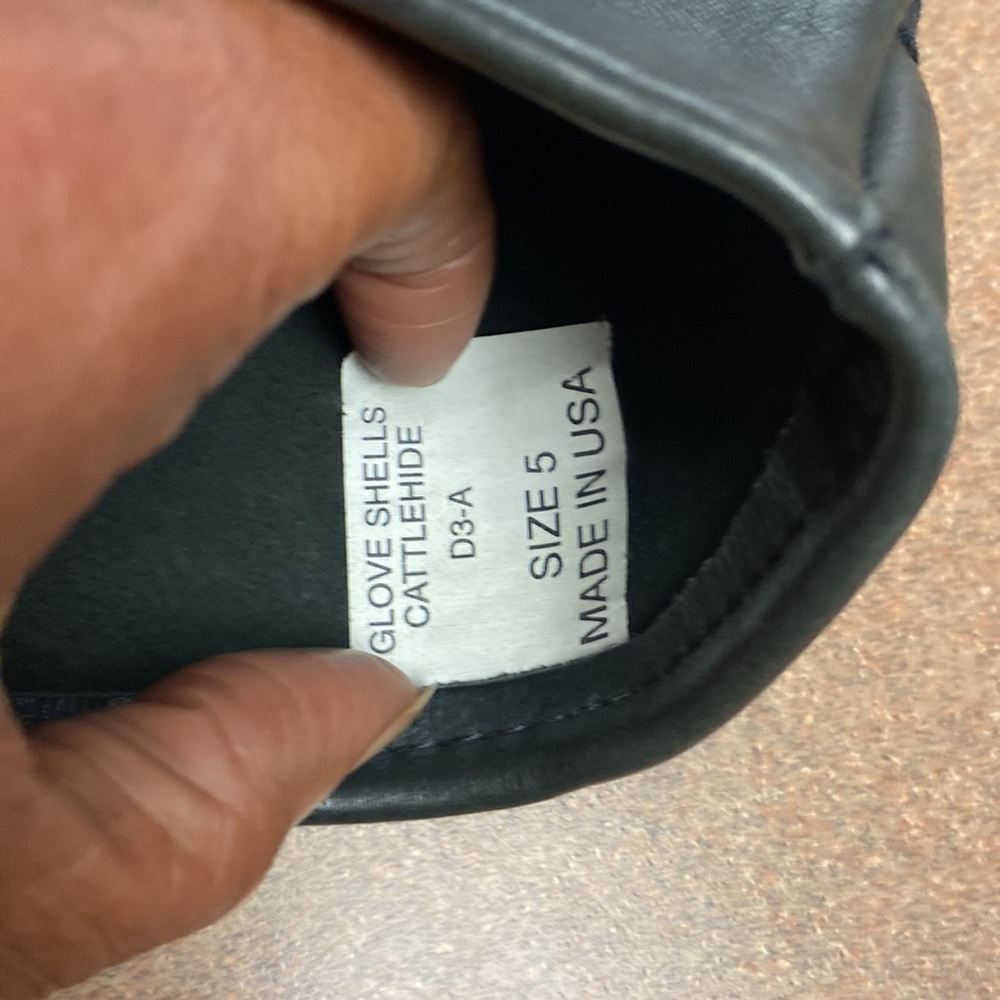 GLOVE SHELLS
CATTLEHIDE
D3-A
SIZE 5
MADE IN USA